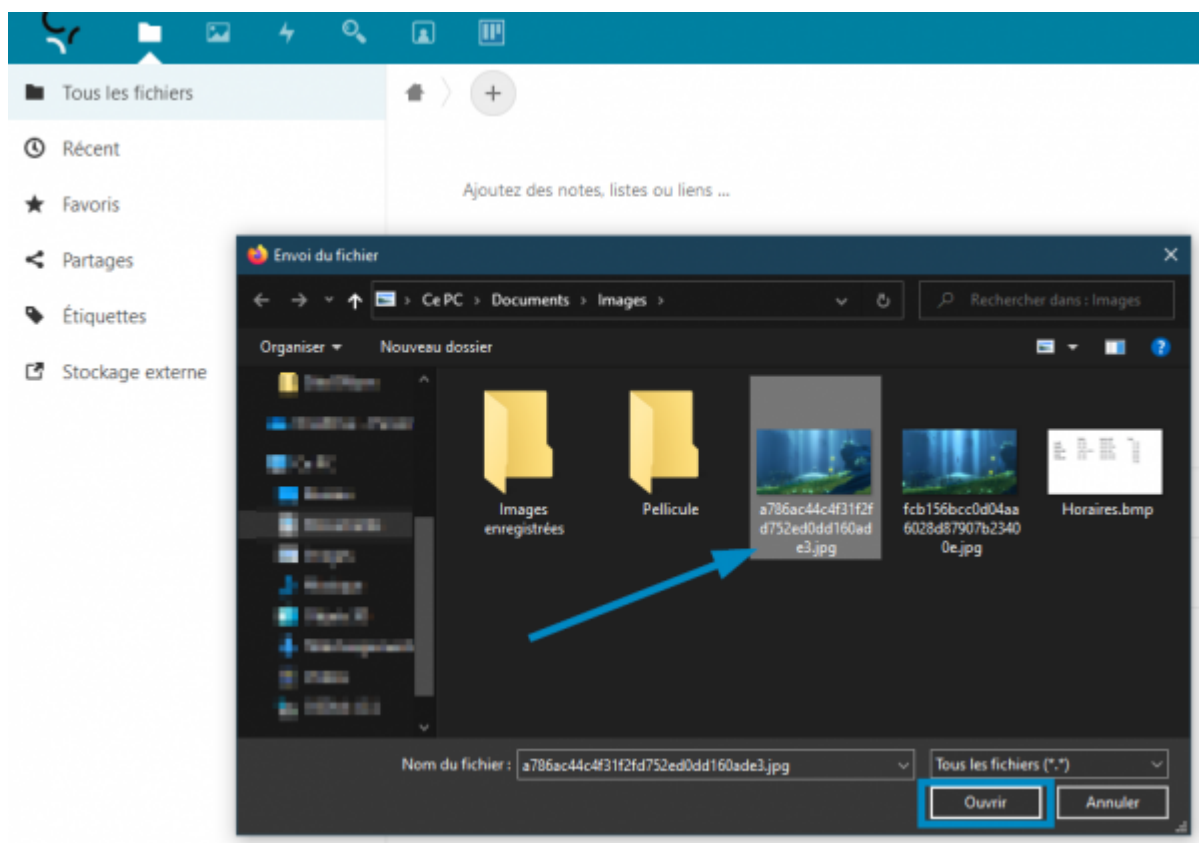 Tous les fichiers
Récent
Favoris
Partages
Étiquettes
Stockage externe
+
Ajoutez des notes, listes ou liens ...
Envoi du fichier
Ce PC > Documents > Images >
Rechercher dans : Images
Organiser
Nouveau dossier
Images
enregistrées
Pellicule
a786ac44c4f31f2f
d752ed0dd160ad
e3.jpg
fcb156bcc0d04aa
6028d87907b2340
0e.jpg
Horaires.bmp
Nom du fichier :
a786ac44c4f31f2fd752ed0dd160ade3.jpg
Tous les fichiers (*.*)
Ouvrir
Annuler